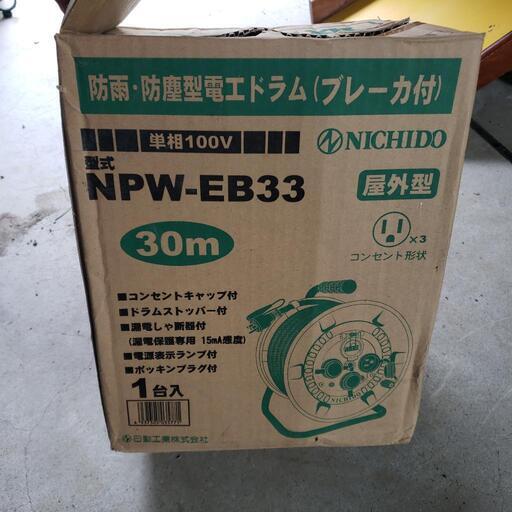 防雨・防塵型電工ドラム(ブレーカ付)
単相100V
NICHIDO
型式
NPW-EB33
屋外型
30m
×3
コンセント形状
■コンセントキャップ付
■ドラムストッパー付
■漏電しゃ断器付
(漏電保護専用 15mA感度)
■電源表示ランプ付
■ポッキンプラグ付
1台入
NICHIDO
日動工業株式会社